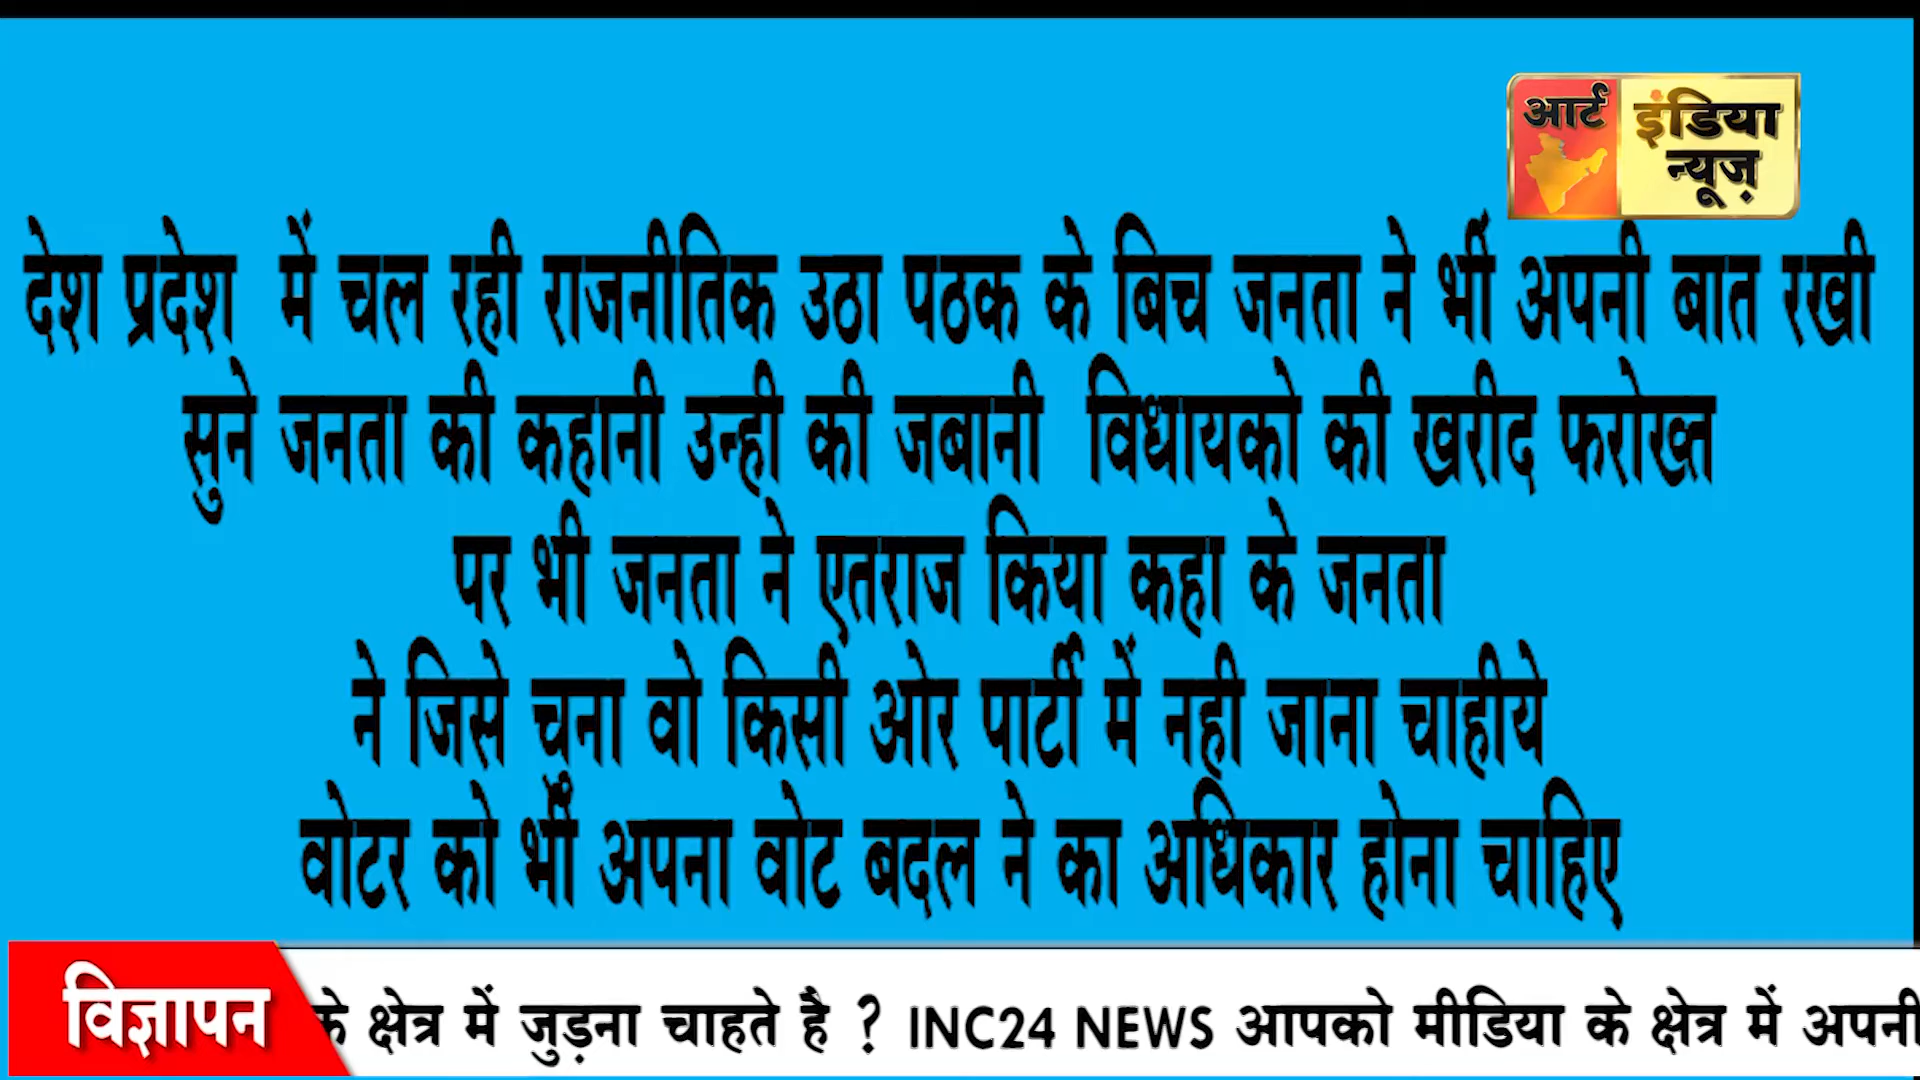 आर्ट इंडिया
न्यूज़
देश प्रदेश में चल रही राजनीतिक उठा पठक के बिच जनता ने भी अपनी बात रखी
सुने जनता की कहानी उन्ही की जबानी विधायको की खरीद फरोख्त
पर भी जनता ने एतराज किया कहा के जनता
ने जिसे चुना वो किसी ओर पार्टी में नही जाना चाहीये
वोटर को भी अपना वोट बदल ने का अधिकार होना चाहिए
विज्ञापन
के क्षेत्र में जुड़ना चाहते है ? INC24 NEWS आपको मीडिया के क्षेत्र में अपनी